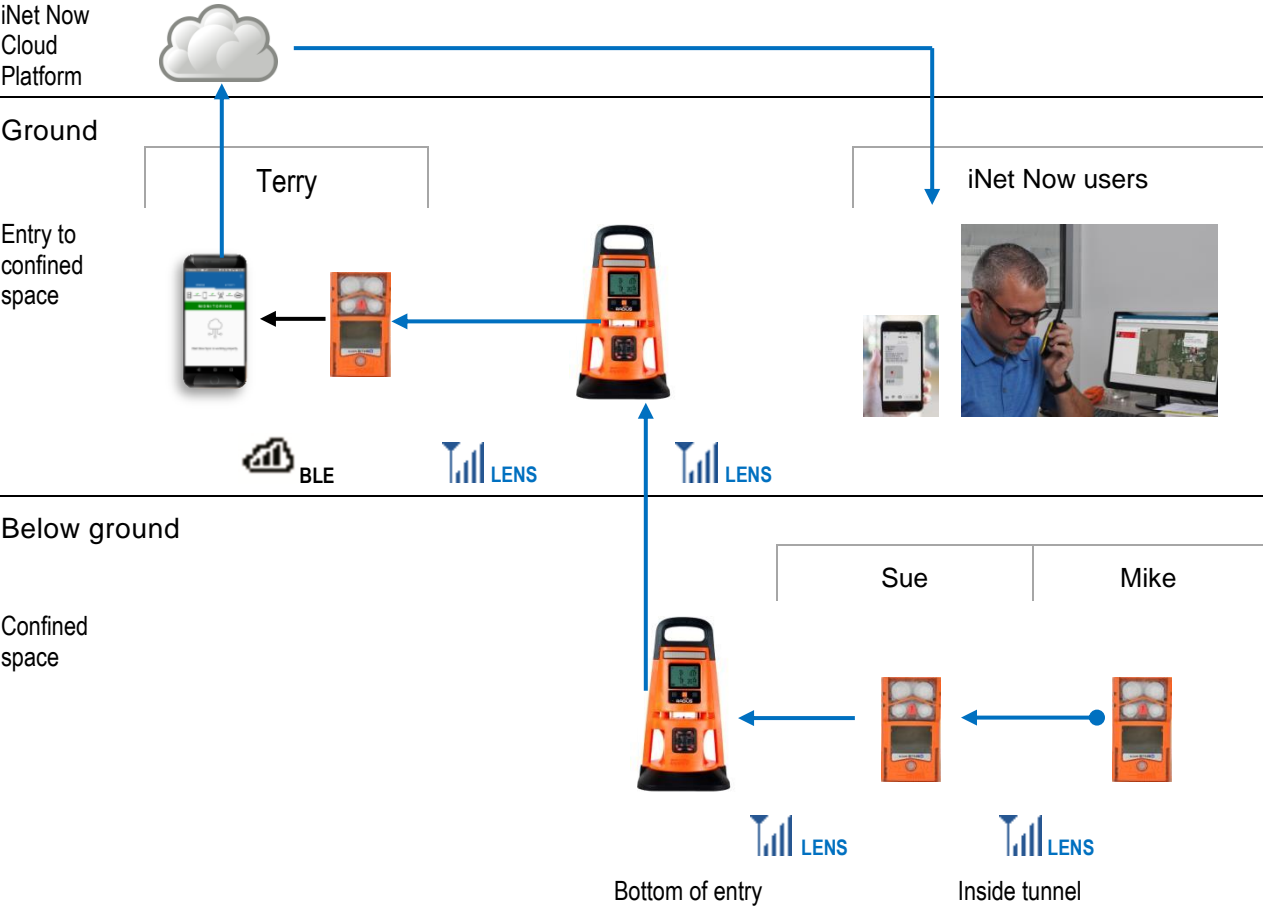 iNet Now
Cloud
Platform
Ground
Terry
iNet Now users
Entry to
confined
space
MONITORING
BLE
LENS
LENS
Below ground
Sue
Mike
Confined
space
LENS
LENS
Bottom of entry
Inside tunnel